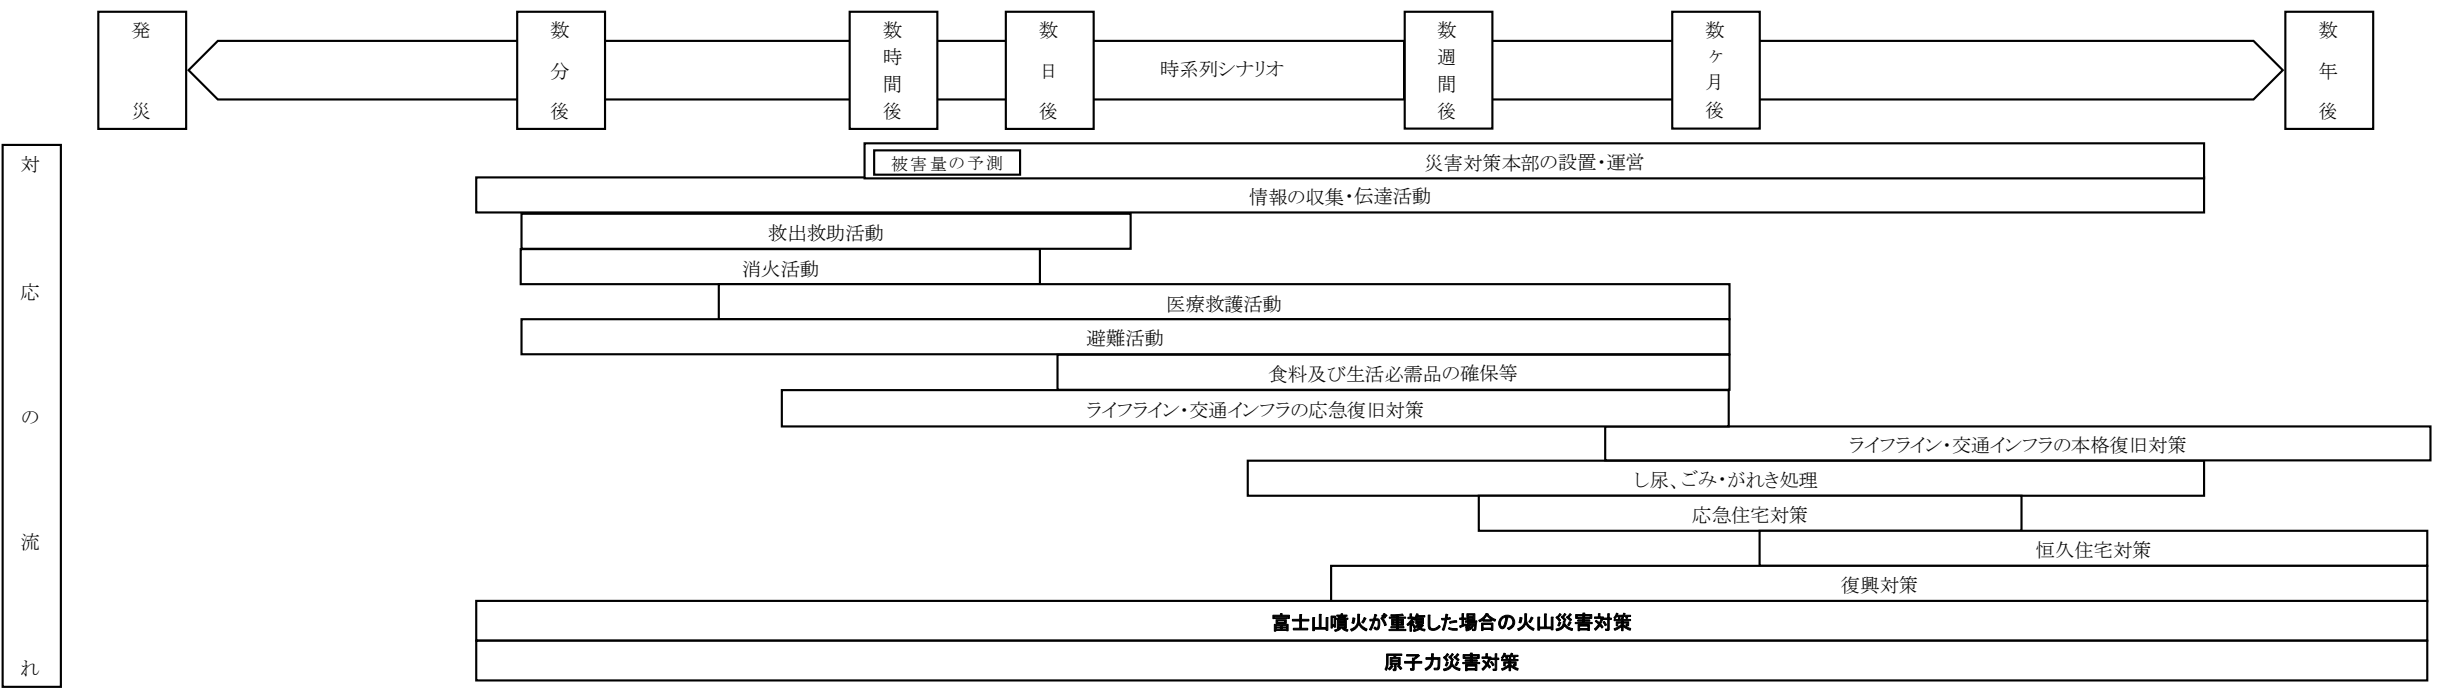 発災
数分後
数時間後
数日後
時系列シナリオ
数週間後
数ヶ月後
数年後
対応の流れ
被害量の予測
災害対策本部の設置・運営
情報の収集・伝達活動
救出救助活動
消火活動
医療救護活動
避難活動
食料及び生活必需品の確保等
ライフライン・交通インフラの応急復旧対策
ライフライン・交通インフラの本格復旧対策
し尿、ごみ・がれき処理
応急住宅対策
恒久住宅対策
復興対策
富士山噴火が重複した場合の火山災害対策
原子力災害対策